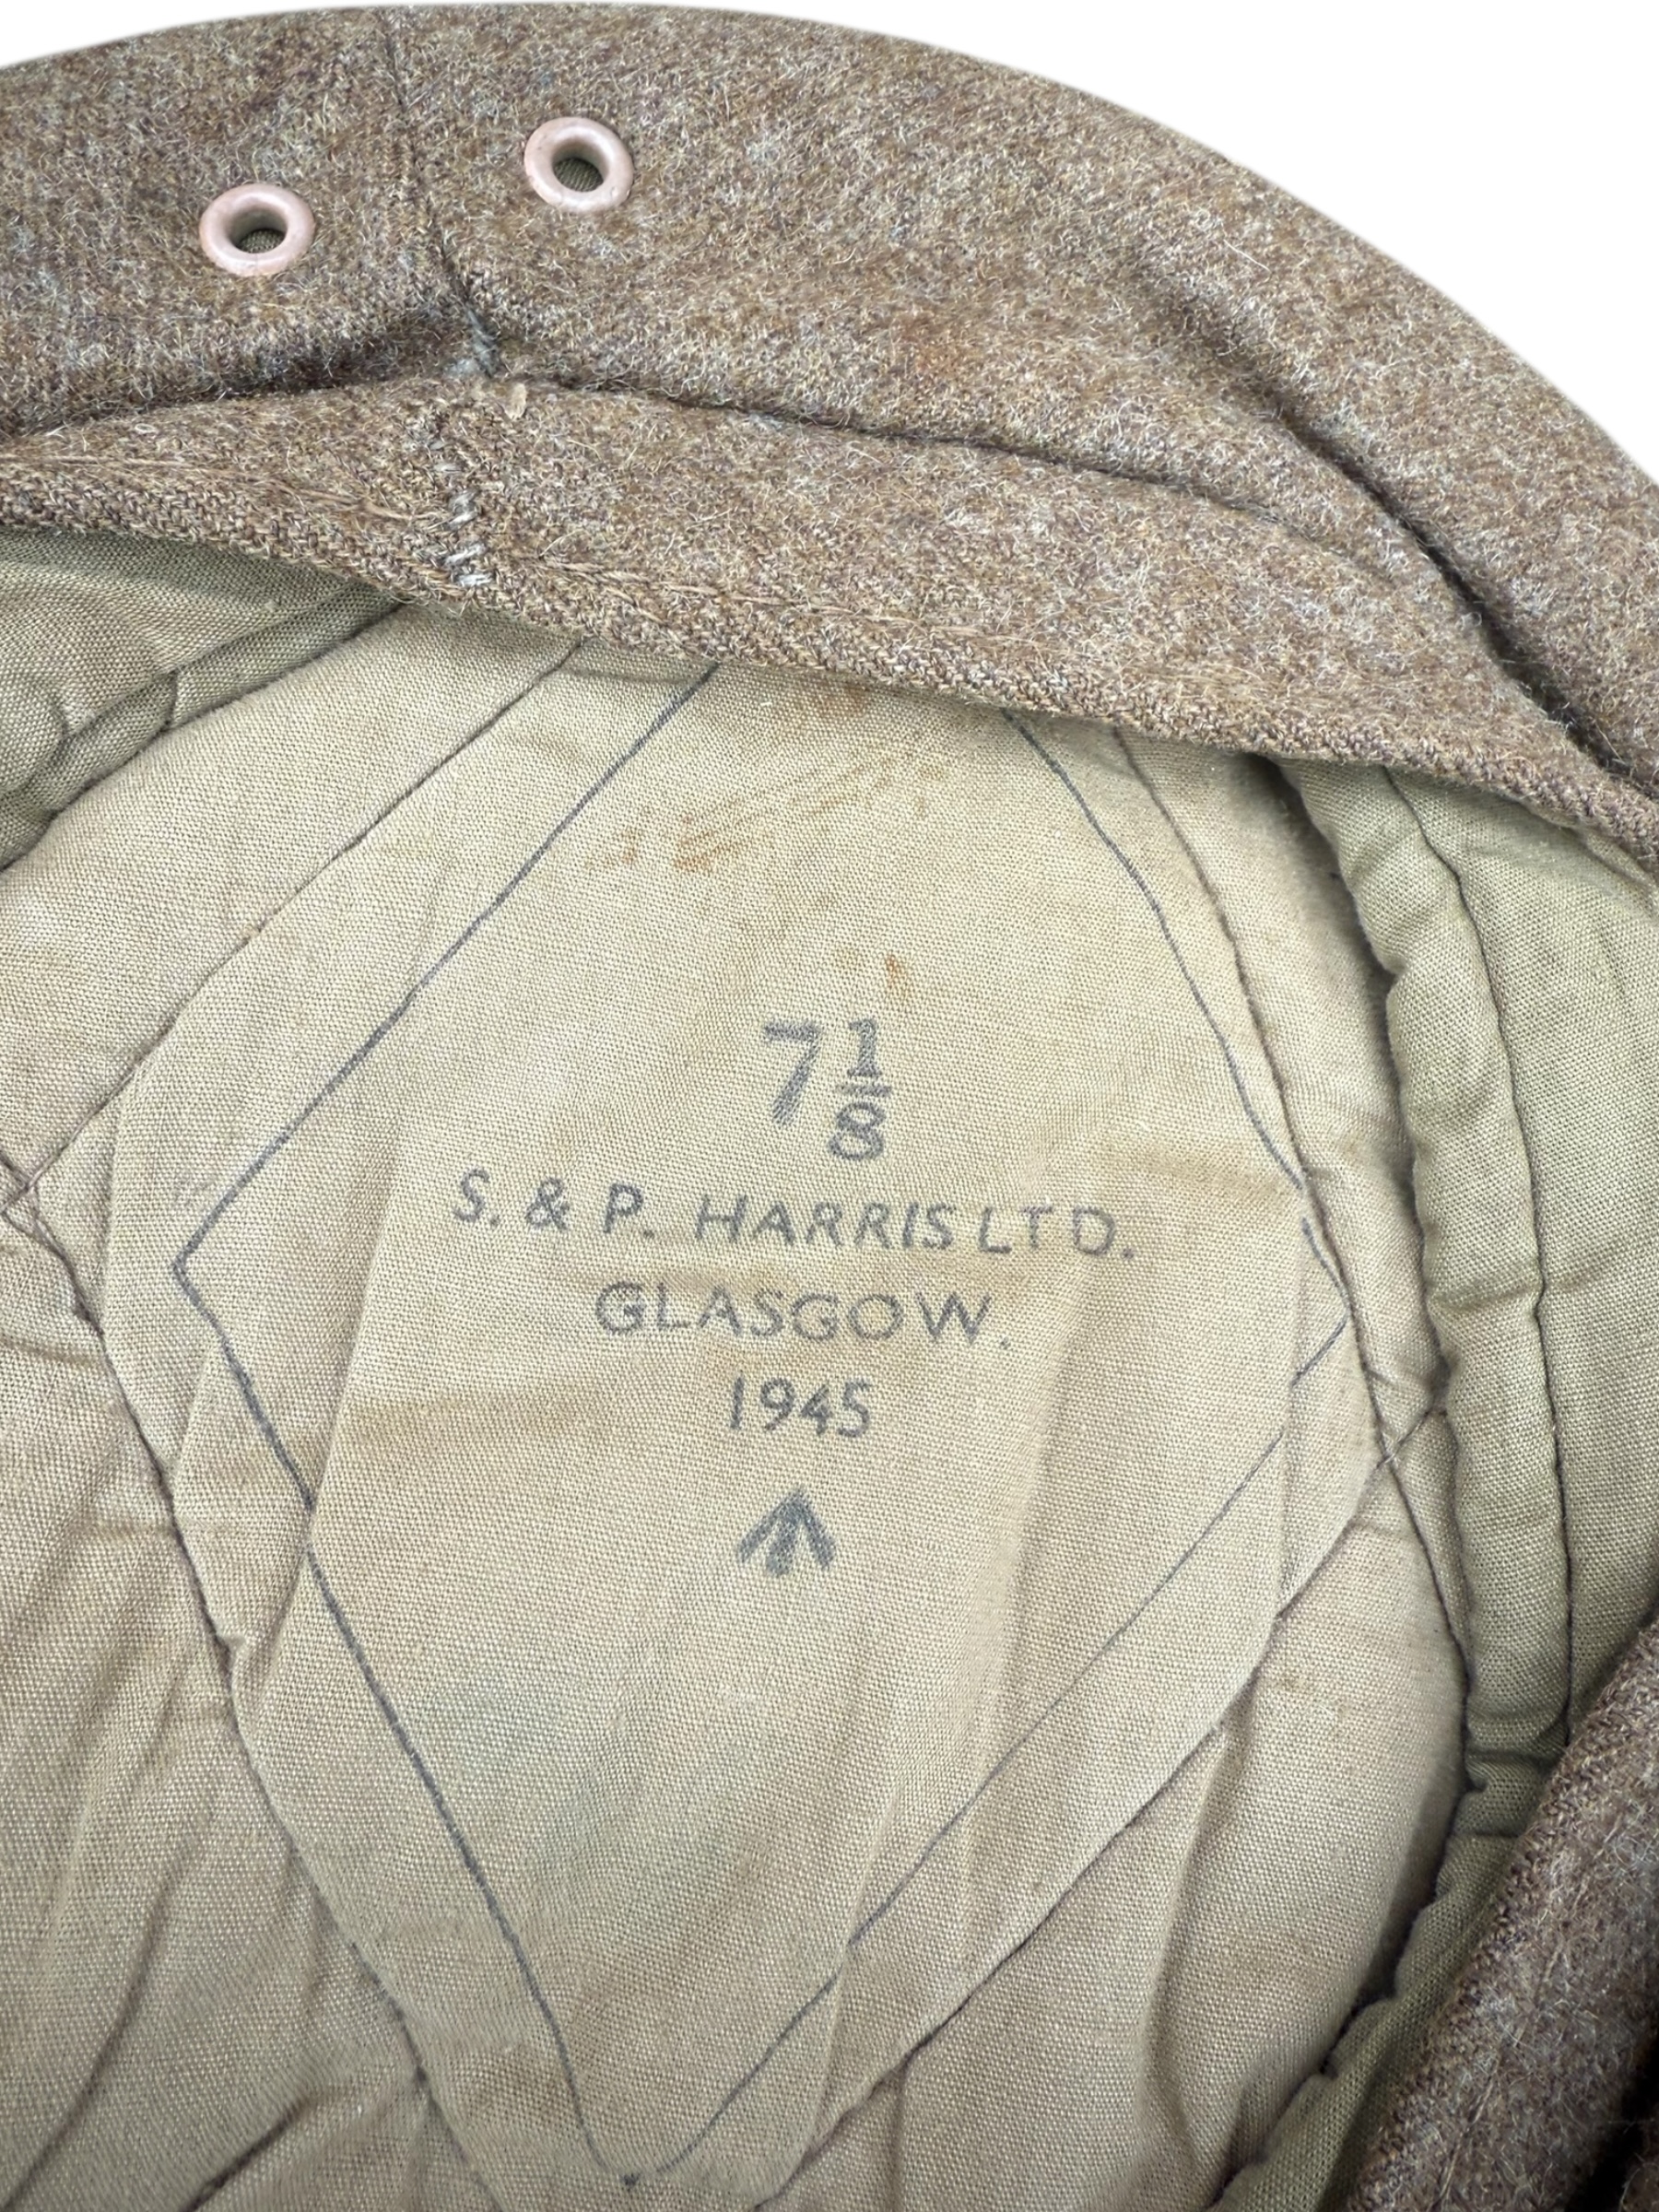 7 1/8
S. & P. HARRIS LTD.
GLASGOW.
1945